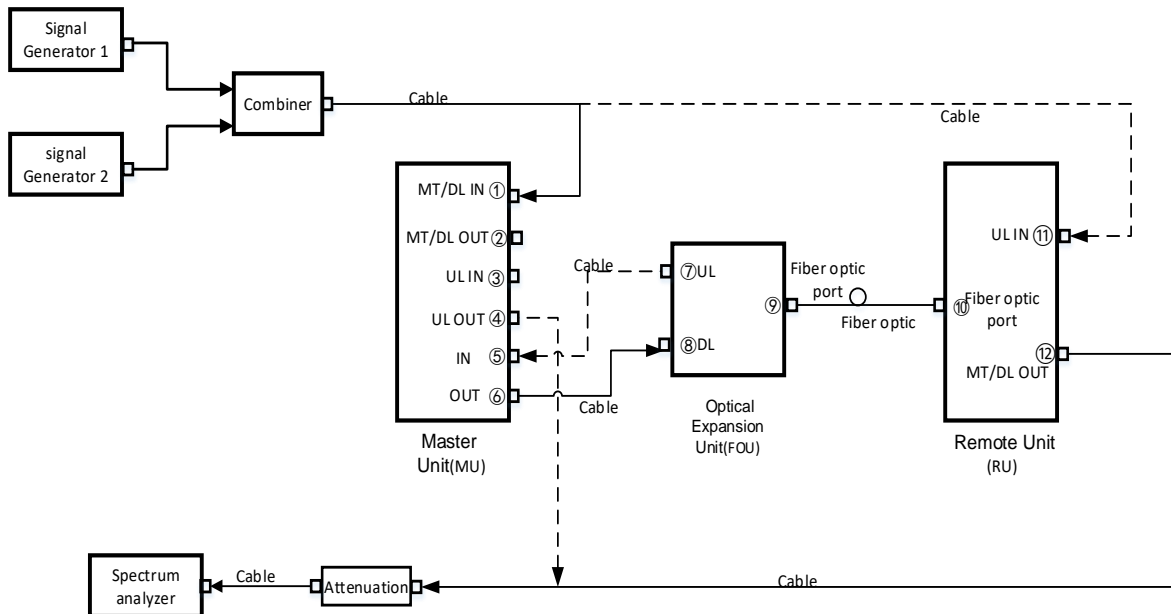 Signal
Generator 1
signal
Generator 2
Combiner
Cable
Cable
MT/DL IN ①
MT/DL OUT ②
UL IN ③
UL OUT ④
IN ⑤
OUT ⑥
Master
Unit(MU)
Cable
⑦UL
⑧DL
⑨
Cable
Optical
Expansion
Unit(FOU)
Fiber optic
port
Fiber optic
UL IN ⑪
⑩Fiber optic
port
⑫
MT/DL OUT
Remote Unit
(RU)
Spectrum
analyzer
Cable
Attenuation
Cable